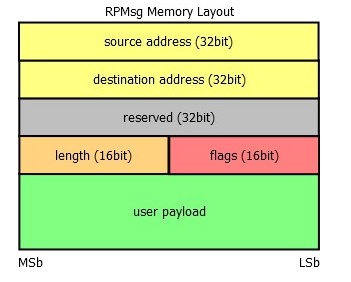 RPMsg Memory Layout
source address (32bit)
destination address (32bit)
reserved (32bit)
length (16bit) flags (16bit)
user payload
MSb LSb